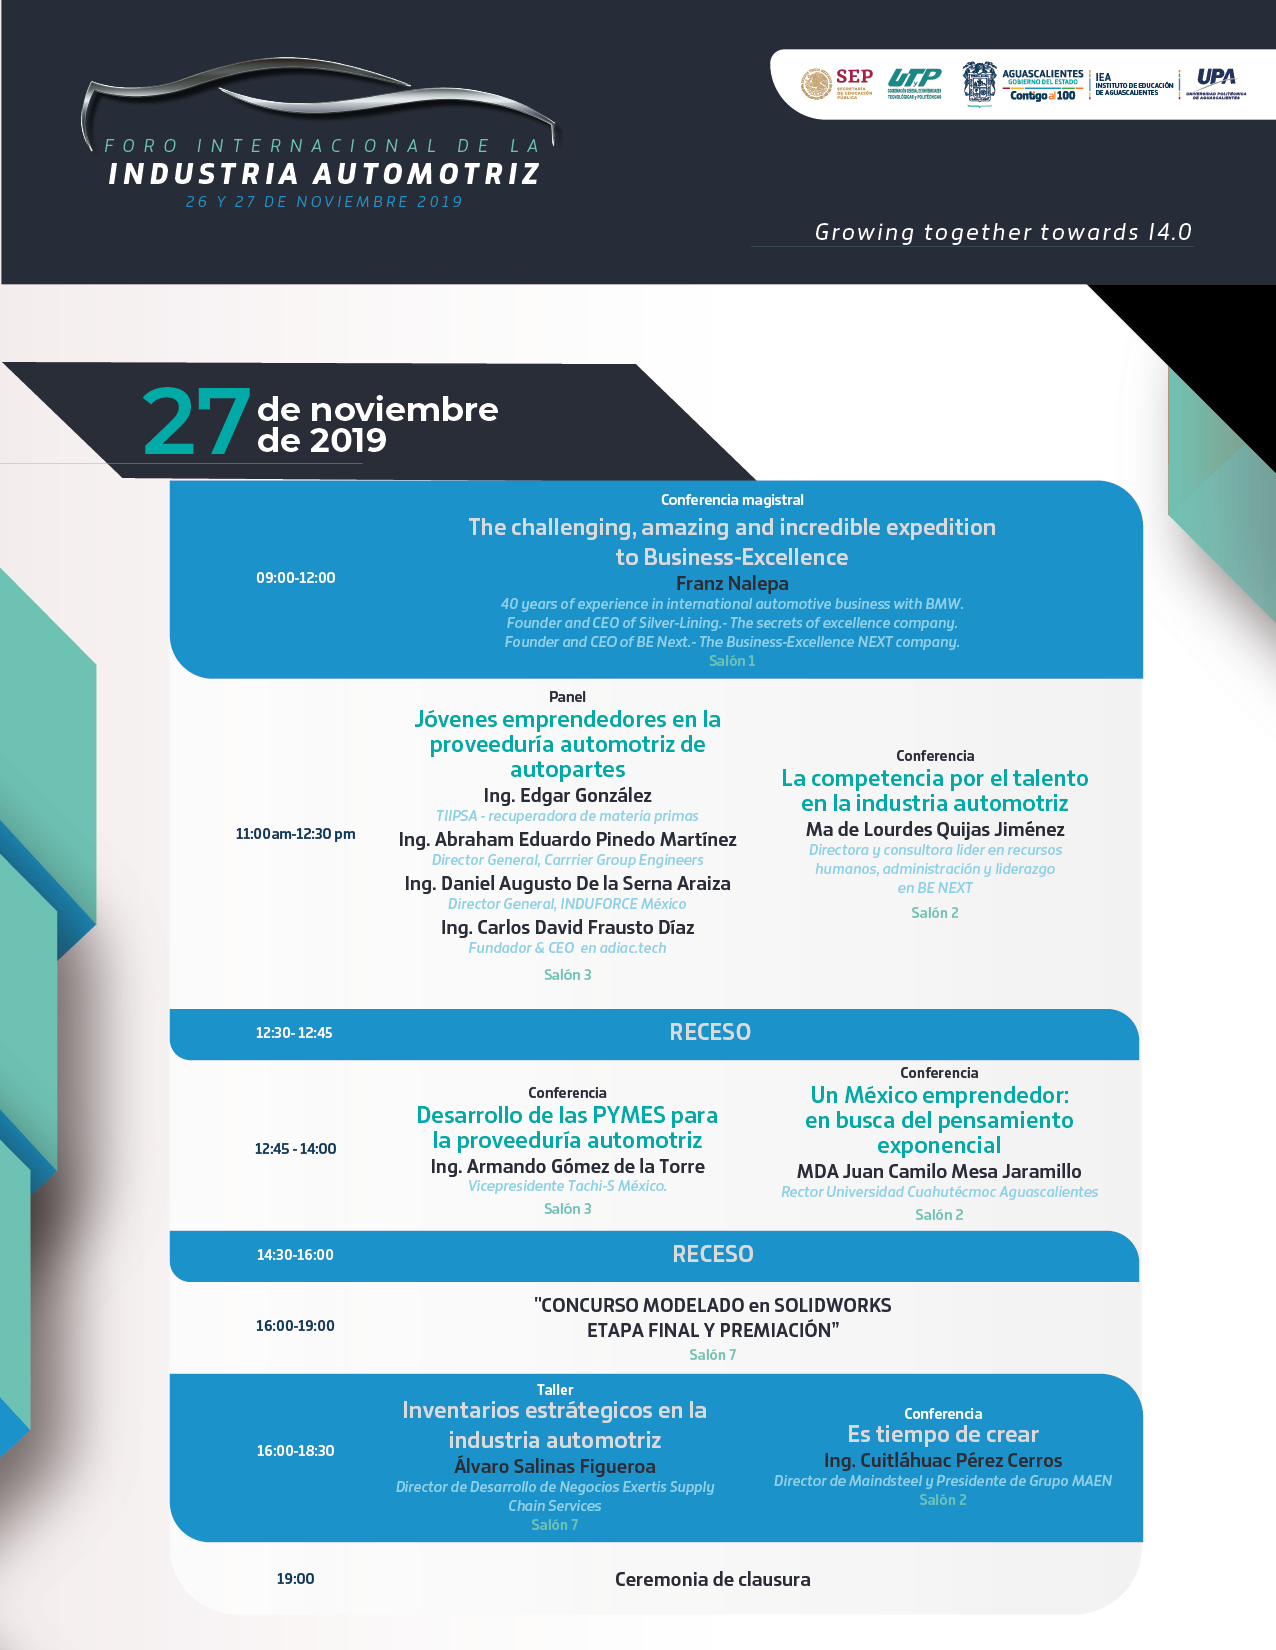 FORO INTERNACIONAL DE LA
INDUSTRIA AUTOMOTRIZ
26 Y 27 DE NOVIEMBRE 2019
SEP
SECRETARÍA
DE EDUCACIÓN
PÚBLICA
UTP
COORDINACIÓN GENERAL DE UNIVERSIDADES
TECNOLÓGICAS y POLITÉCNICAS
AGUASCALIENTES
GOBIERNO DEL ESTADO
Contigo al 100
IEA
INSTITUTO DE EDUCACIÓN
DE AGUASCALIENTES
UPA
UNIVERSIDAD POLITÉCNICA
DE AGUASCALIENTES
Growing together towards I4.0
27 de noviembre
de 2019
09:00-12:00
Conferencia magistral
The challenging, amazing and incredible expedition
to Business-Excellence
Franz Nalepa
40 years of experience in international automotive business with BMW.
Founder and CEO of Silver-Lining.- The secrets of excellence company.
Founder and CEO of BE Next.- The Business-Excellence NEXT company.
Salón 1
11:00am-12:30 pm
Panel
Jóvenes emprendedores en la
proveeduría automotriz de
autopartes
Ing. Edgar González
TIIPSA - recuperadora de materia primas
Ing. Abraham Eduardo Pinedo Martínez
Director General, Carrrier Group Engineers
Ing. Daniel Augusto De la Serna Araiza
Director General, INDUFORCE México
Ing. Carlos David Frausto Díaz
Fundador & CEO en adiac.tech
Salón 3
Conferencia
La competencia por el talento
en la industria automotriz
Ma de Lourdes Quijas Jiménez
Directora y consultora lider en recursos
humanos, administración y liderazgo
en BE NEXT
Salón 2
12:30- 12:45
RECESO
12:45 - 14:00
Conferencia
Desarrollo de las PYMES para
la proveeduría automotriz
Ing. Armando Gómez de la Torre
Vicepresidente Tachi-S México.
Salón 3
Conferencia
Un México emprendedor:
en busca del pensamiento
exponencial
MDA Juan Camilo Mesa Jaramillo
Rector Universidad Cuahutécmoc Aguascalientes
Salón 2
14:30-16:00
RECESO
16:00-19:00
"CONCURSO MODELADO en SOLIDWORKS
ETAPA FINAL Y PREMIACIÓN”
Salón 7
16:00-18:30
Taller
Inventarios estrátegicos en la
industria automotriz
Álvaro Salinas Figueroa
Director de Desarrollo de Negocios Exertis Supply
Chain Services
Salón 7
Conferencia
Es tiempo de crear
Ing. Cuitláhuac Pérez Cerros
Director de Maindsteel y Presidente de Grupo MAEN
Salón 2
19:00
Ceremonia de clausura